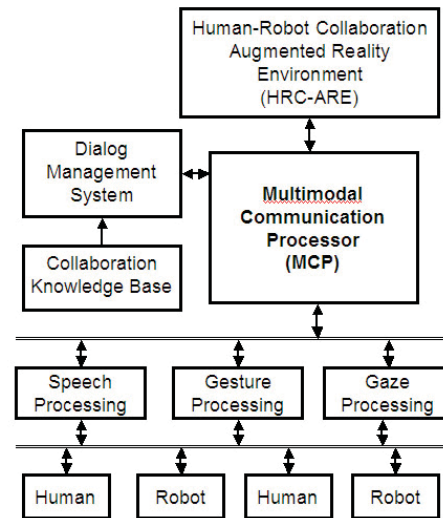 Human-Robot Collaboration
Augmented Reality
Environment
(HRC-ARE)
Dialog
Management
System
Multimodal
Communication
Processor
(MCP)
Collaboration
Knowledge Base
Speech
Processing
Gesture
Processing
Gaze
Processing
Human
Robot
Human
Robot